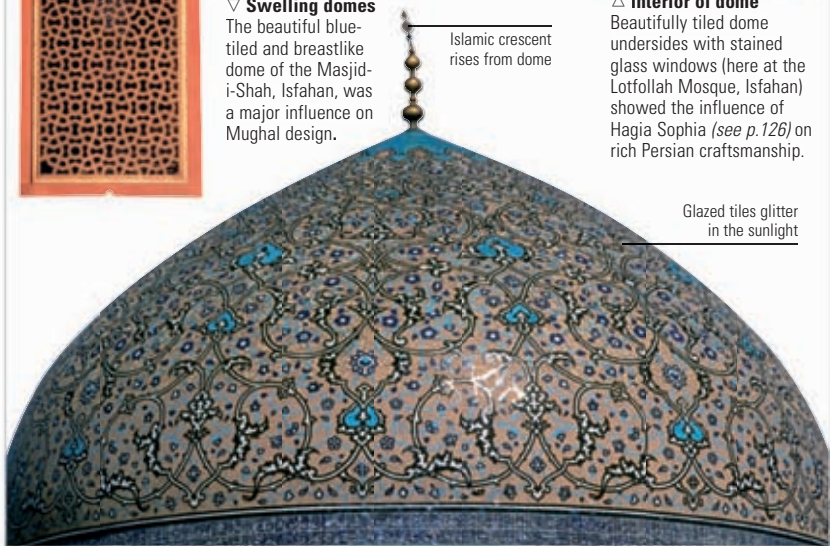 ▽ Swelling domes
The beautiful blue-
tiled and breastlike
dome of the Masjid-
i-Shah, Isfahan, was
a major influence on
Mughal design.
Islamic crescent
rises from dome
△ Interior of dome
Beautifully tiled dome
undersides with stained
glass windows (here at the
Lotfollah Mosque, Isfahan)
showed the influence of
Hagia Sophia (see p.126) on
rich Persian craftsmanship.
Glazed tiles glitter
in the sunlight